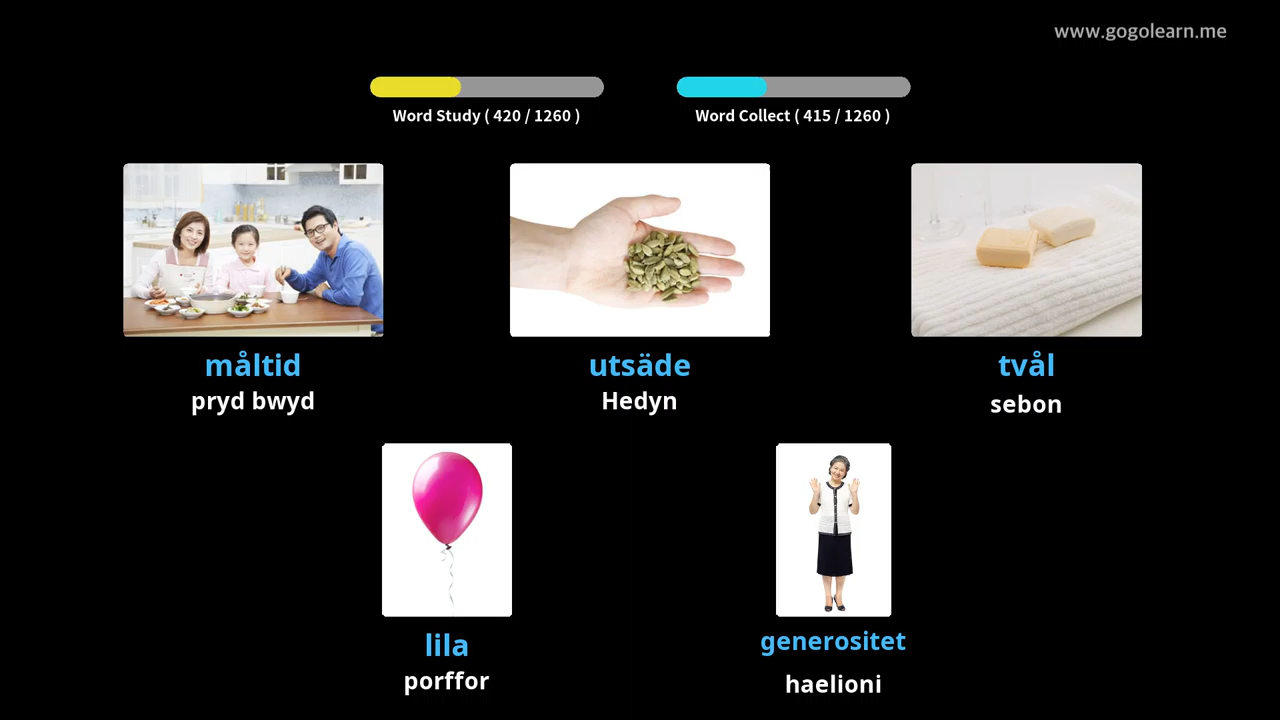 www.gogolearn.me
Word Study ( 420 / 1260 )
Word Collect ( 415 / 1260 )
måltid
pryd bwyd
utsäde
Hedyn
tvål
sebon
lila
porffor
generositet
haelioni